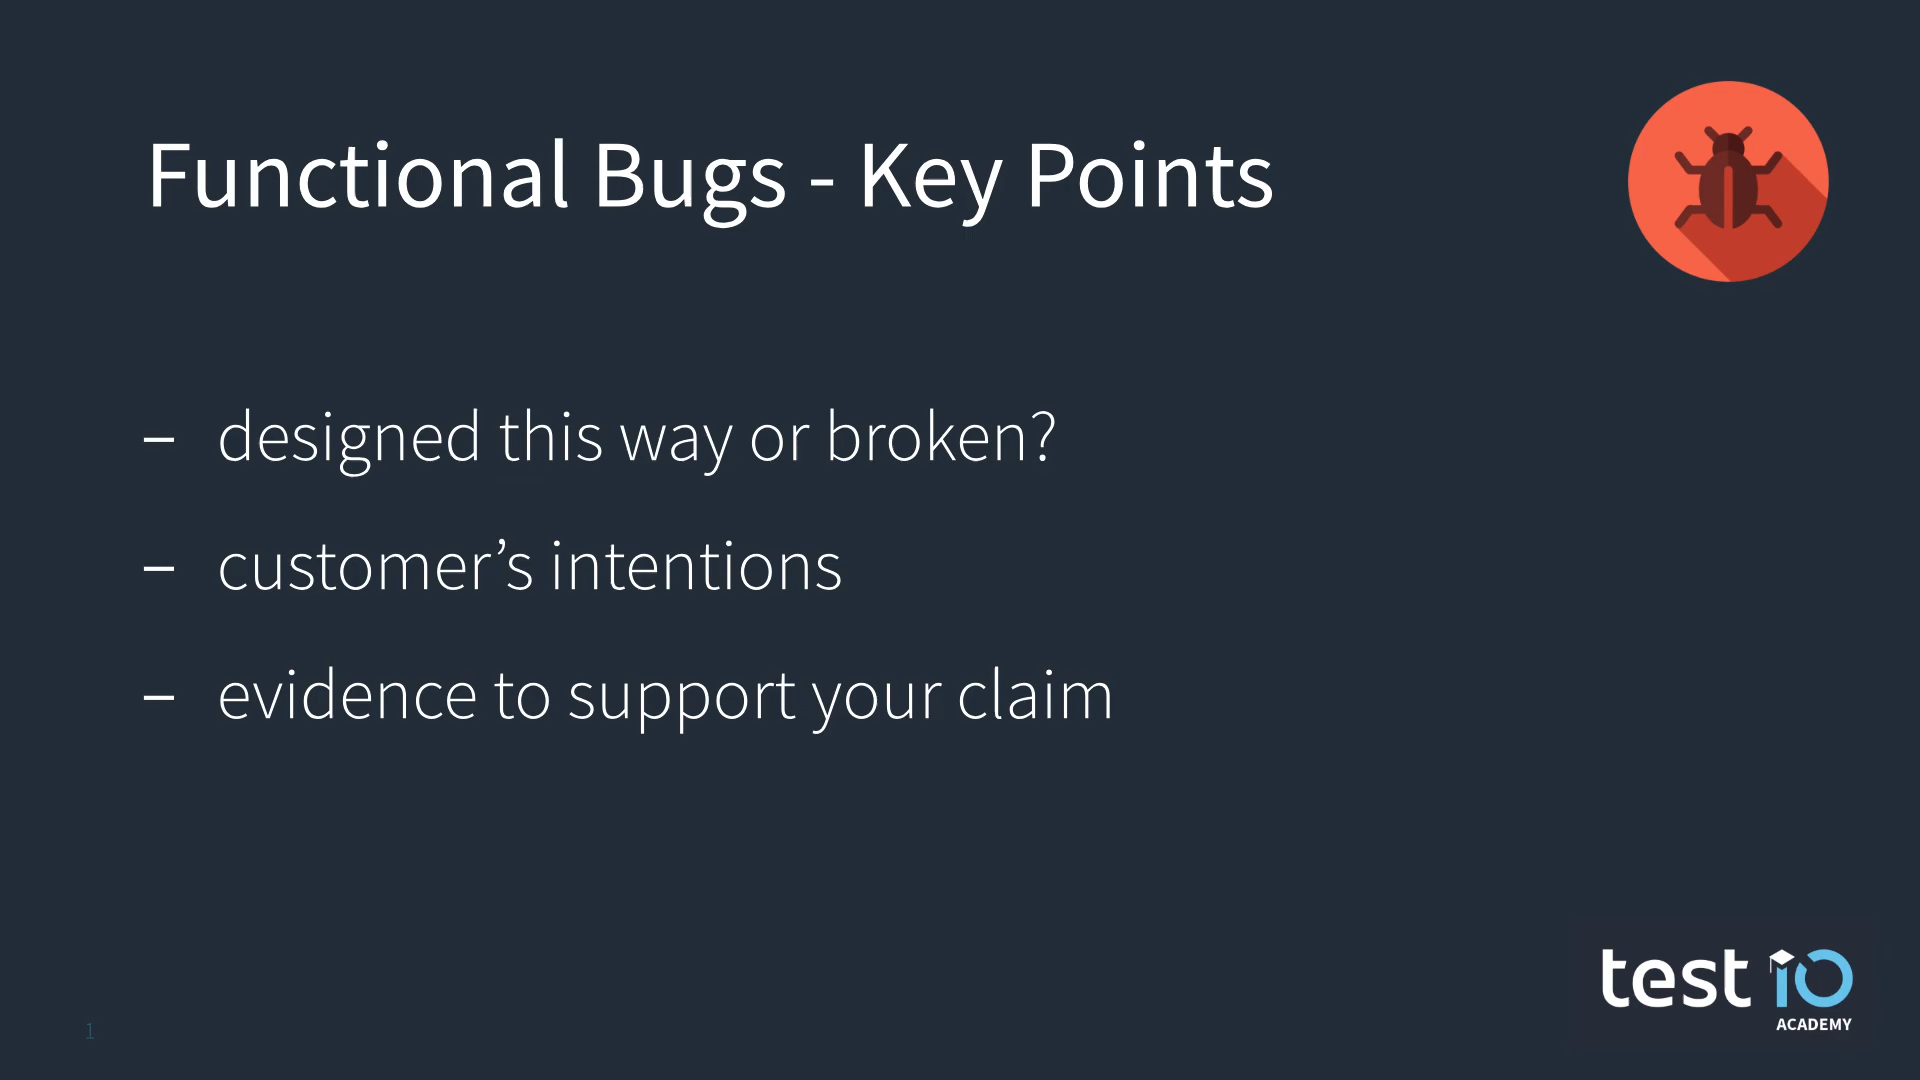 Functional Bugs - Key Points
– designed this way or broken?
– customer’s intentions
– evidence to support your claim
test io
ACADEMY
1